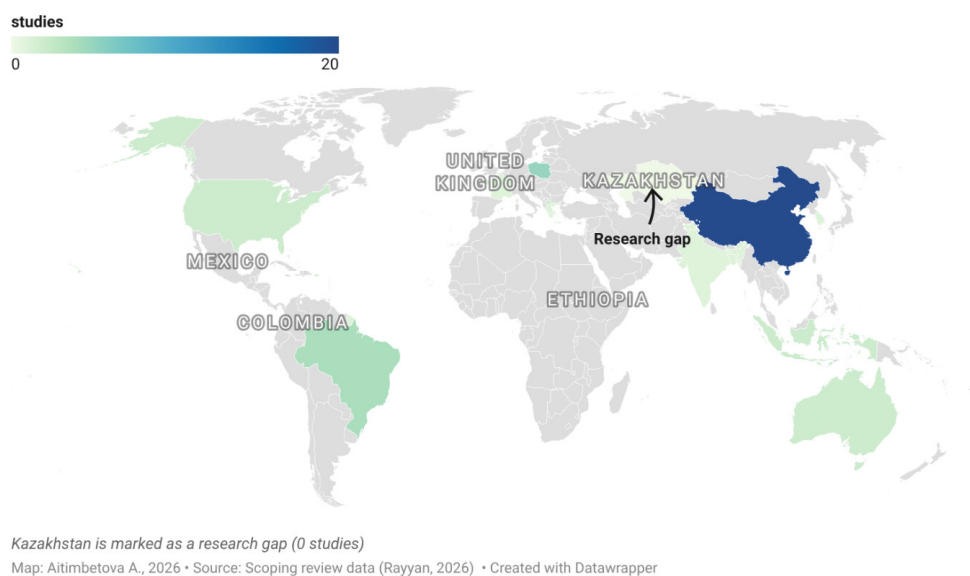 studies
0 20
UNITED
KINGDOM
KAZAKHSTAN
Research gap
MEXICO
ETHIOPIA
COLOMBIA
Kazakhstan is marked as a research gap (0 studies)
Map: Aitimbetova A., 2026 • Source: Scoping review data (Rayyan, 2026) • Created with Datawrapper